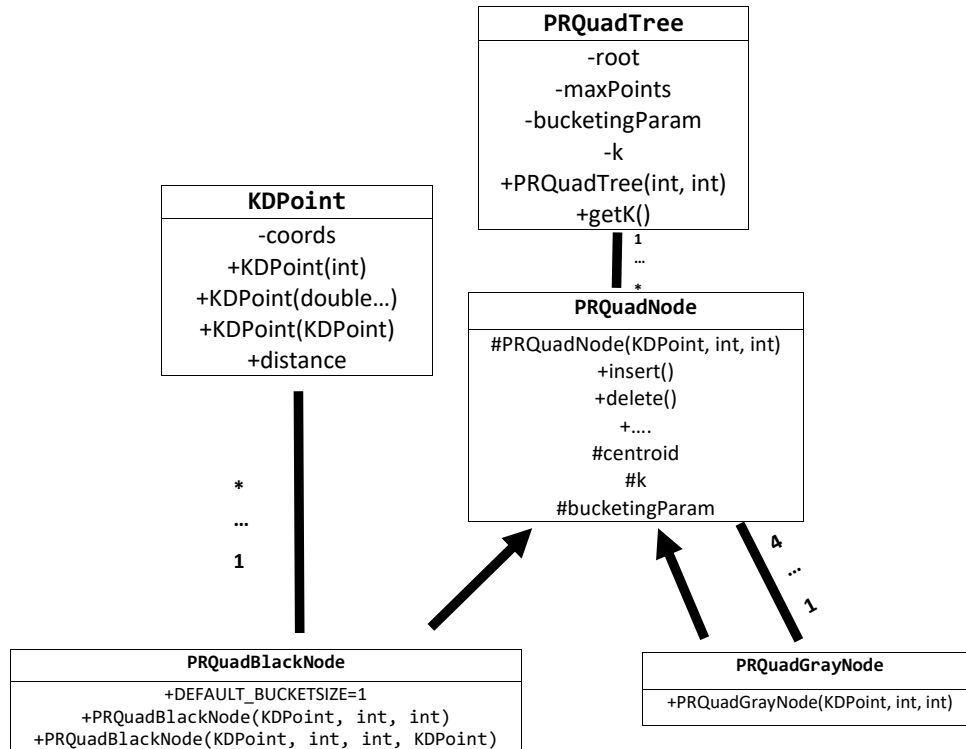 PRQuadTree
-root
-maxPoints
-bucketingParam
-k
+PRQuadTree(int, int)
+getK()
KDPoint
-coords
+KDPoint(int)
+KDPoint(double…)
+KDPoint(KDPoint)
+distance
1
…
*
PRQuadNode
#PRQuadNode(KDPoint, int, int)
+insert()
+delete()
+….
#centroid
#k
#bucketingParam
*
…
1
4
…
1
PRQuadBlackNode
+DEFAULT_BUCKETSIZE=1
+PRQuadBlackNode(KDPoint, int, int)
+PRQuadBlackNode(KDPoint, int, int, KDPoint)
PRQuadGrayNode
+PRQuadGrayNode(KDPoint, int, int)